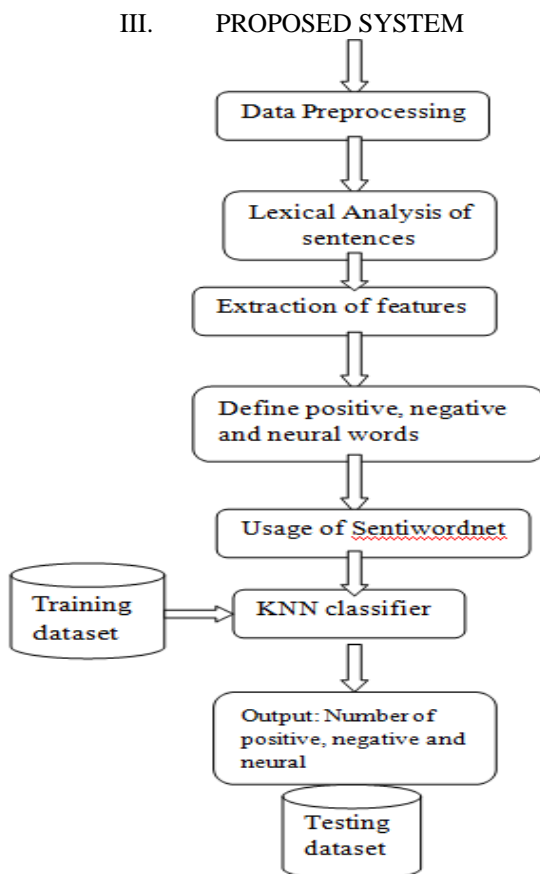 III. PROPOSED SYSTEM
Data Preprocessing
Lexical Analysis of
sentences
Extraction of features
Define positive, negative
and neural words
Usage of Sentiwordnet
Training
dataset
KNN classifier
Output: Number of
positive, negative and
neural
Testing
dataset